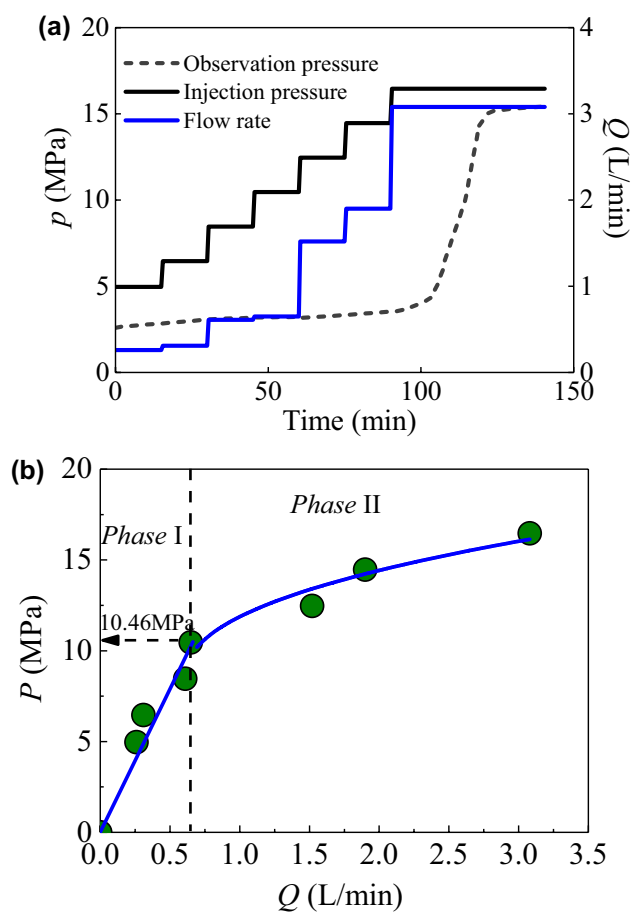 (a)
20
15
10
5
0
p (MPa)
Observation pressure
Injection pressure
Flow rate
4
3
2
1
0
Q (L/min)
0 50 100 150
Time (min)
(b)
20
15
10
5
0
P (MPa)
Phase I
Phase II
10.46MPa
0.0 0.5 1.0 1.5 2.0 2.5 3.0 3.5
Q (L/min)